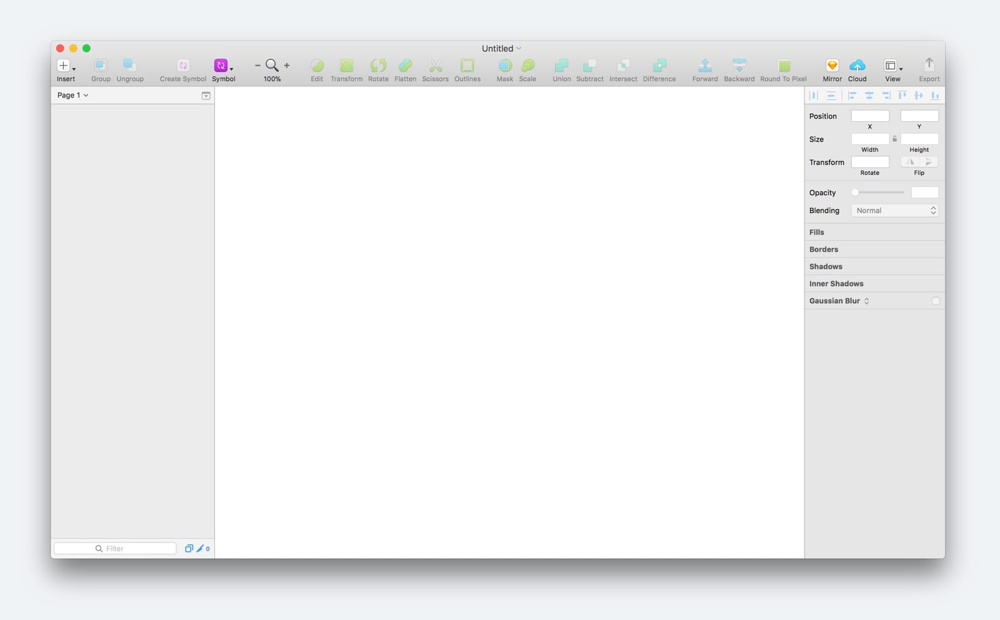 Untitled
Insert Group Ungroup Create Symbol Symbol 100% Edit Transform Rotate Flatten Scissors Outlines Mask Scale Union Subtract Intersect Difference Forward Backward Round To Pixel Mirror Cloud View Export
Page 1
Position
X Y
Size
Width Height
Transform
Rotate Flip
Opacity
Blending Normal
Fills
Borders
Shadows
Inner Shadows
Gaussian Blur
Filter 0